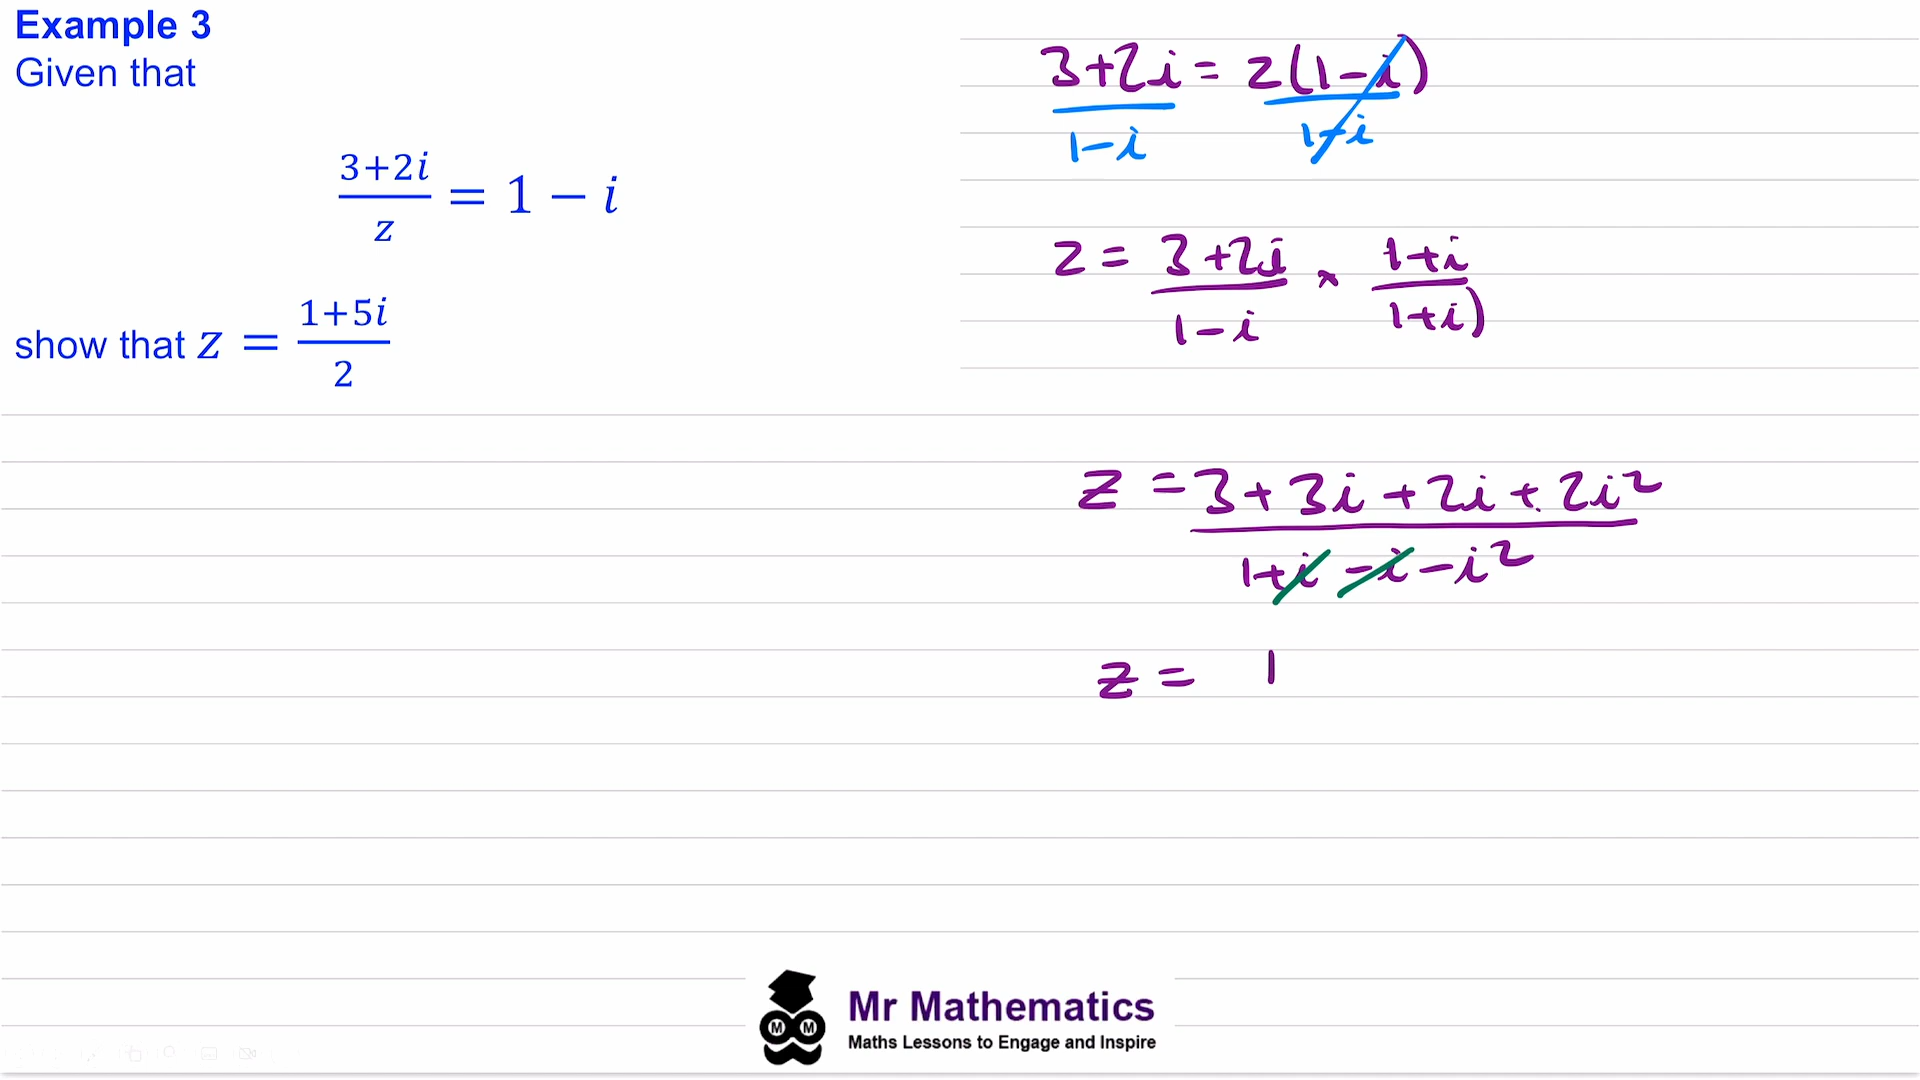 Example 3
Given that
3+2i
z
= 1 − i
show that z = 
1+5i
2
3+2i = z(1−i)
1−i 1−i
z = 3+2i × 1+i
1−i 1+i)
z = 3+3i+2i+2i²
1+i−i−i²
z = 1
M M
Mr Mathematics
Maths Lessons to Engage and Inspire